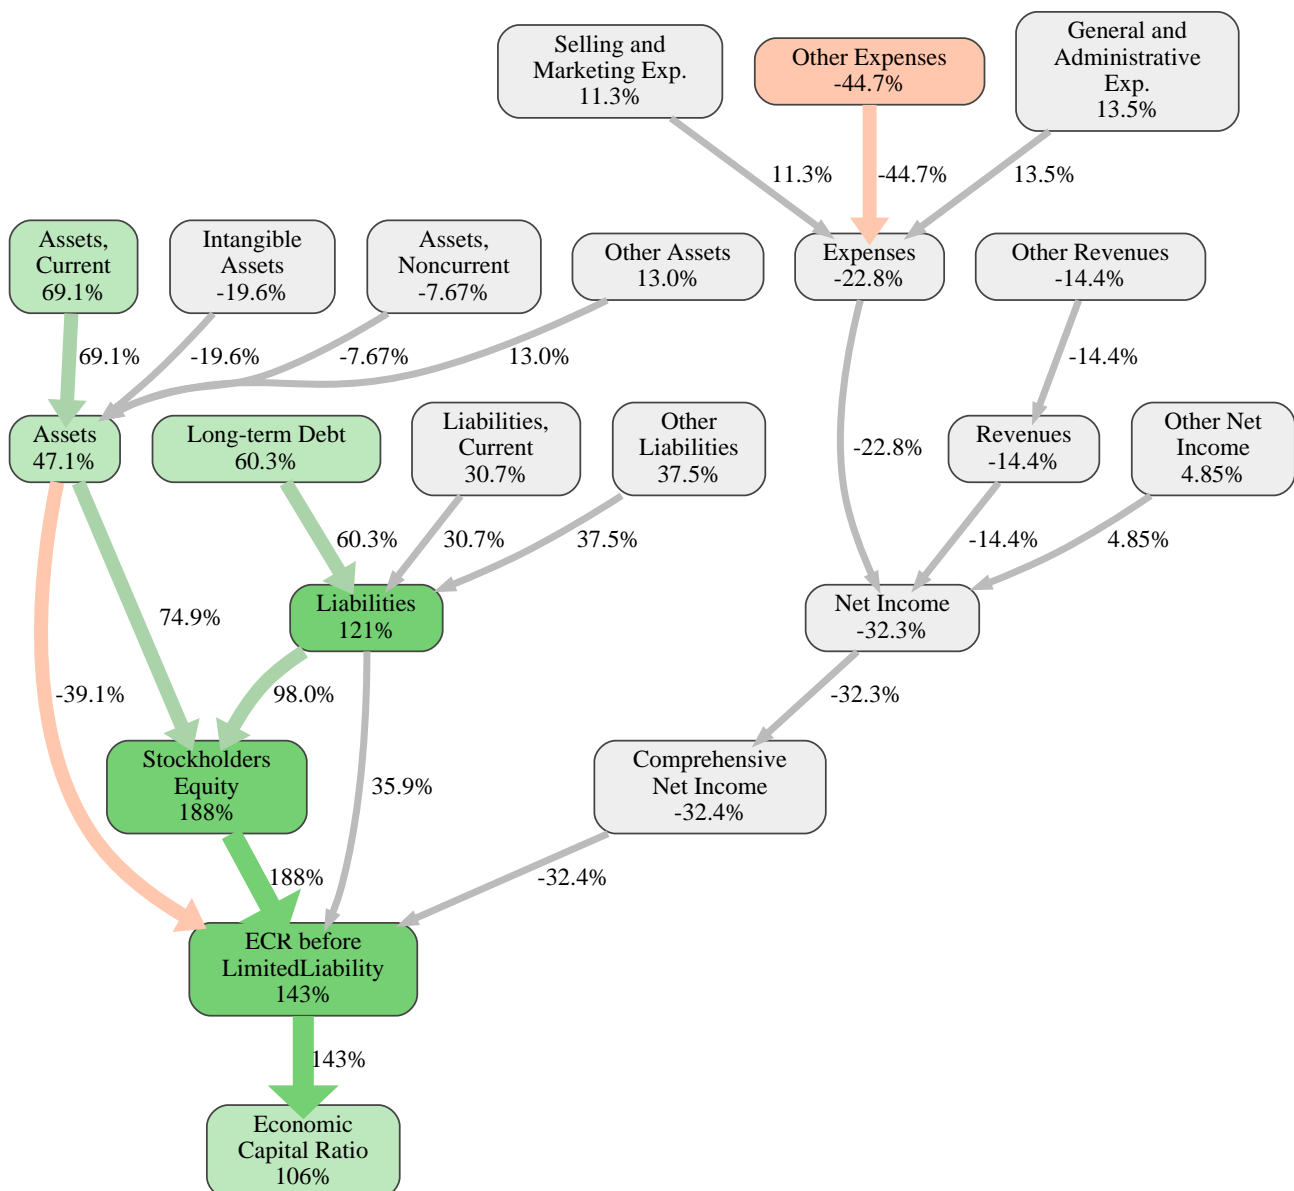 Selling and
Marketing Exp.
11.3%
Other Expenses
-44.7%
General and
Administrative
Exp.
13.5%
11.3%
-44.7%
13.5%
Assets,
Current
69.1%
Intangible
Assets
-19.6%
Assets,
Noncurrent
-7.67%
Other Assets
13.0%
Expenses
-22.8%
Other Revenues
-14.4%
69.1%
-19.6%
-7.67%
13.0%
-14.4%
Assets
47.1%
Long-term Debt
60.3%
Liabilities,
Current
30.7%
Other
Liabilities
37.5%
-22.8%
Revenues
-14.4%
Other Net
Income
4.85%
60.3%
30.7%
37.5%
-14.4%
4.85%
74.9%
Liabilities
121%
Net Income
-32.3%
-39.1%
98.0%
-32.3%
Stockholders
Equity
188%
35.9%
Comprehensive
Net Income
-32.4%
188%
-32.4%
ECR before
LimitedLiability
143%
143%
Economic
Capital Ratio
106%